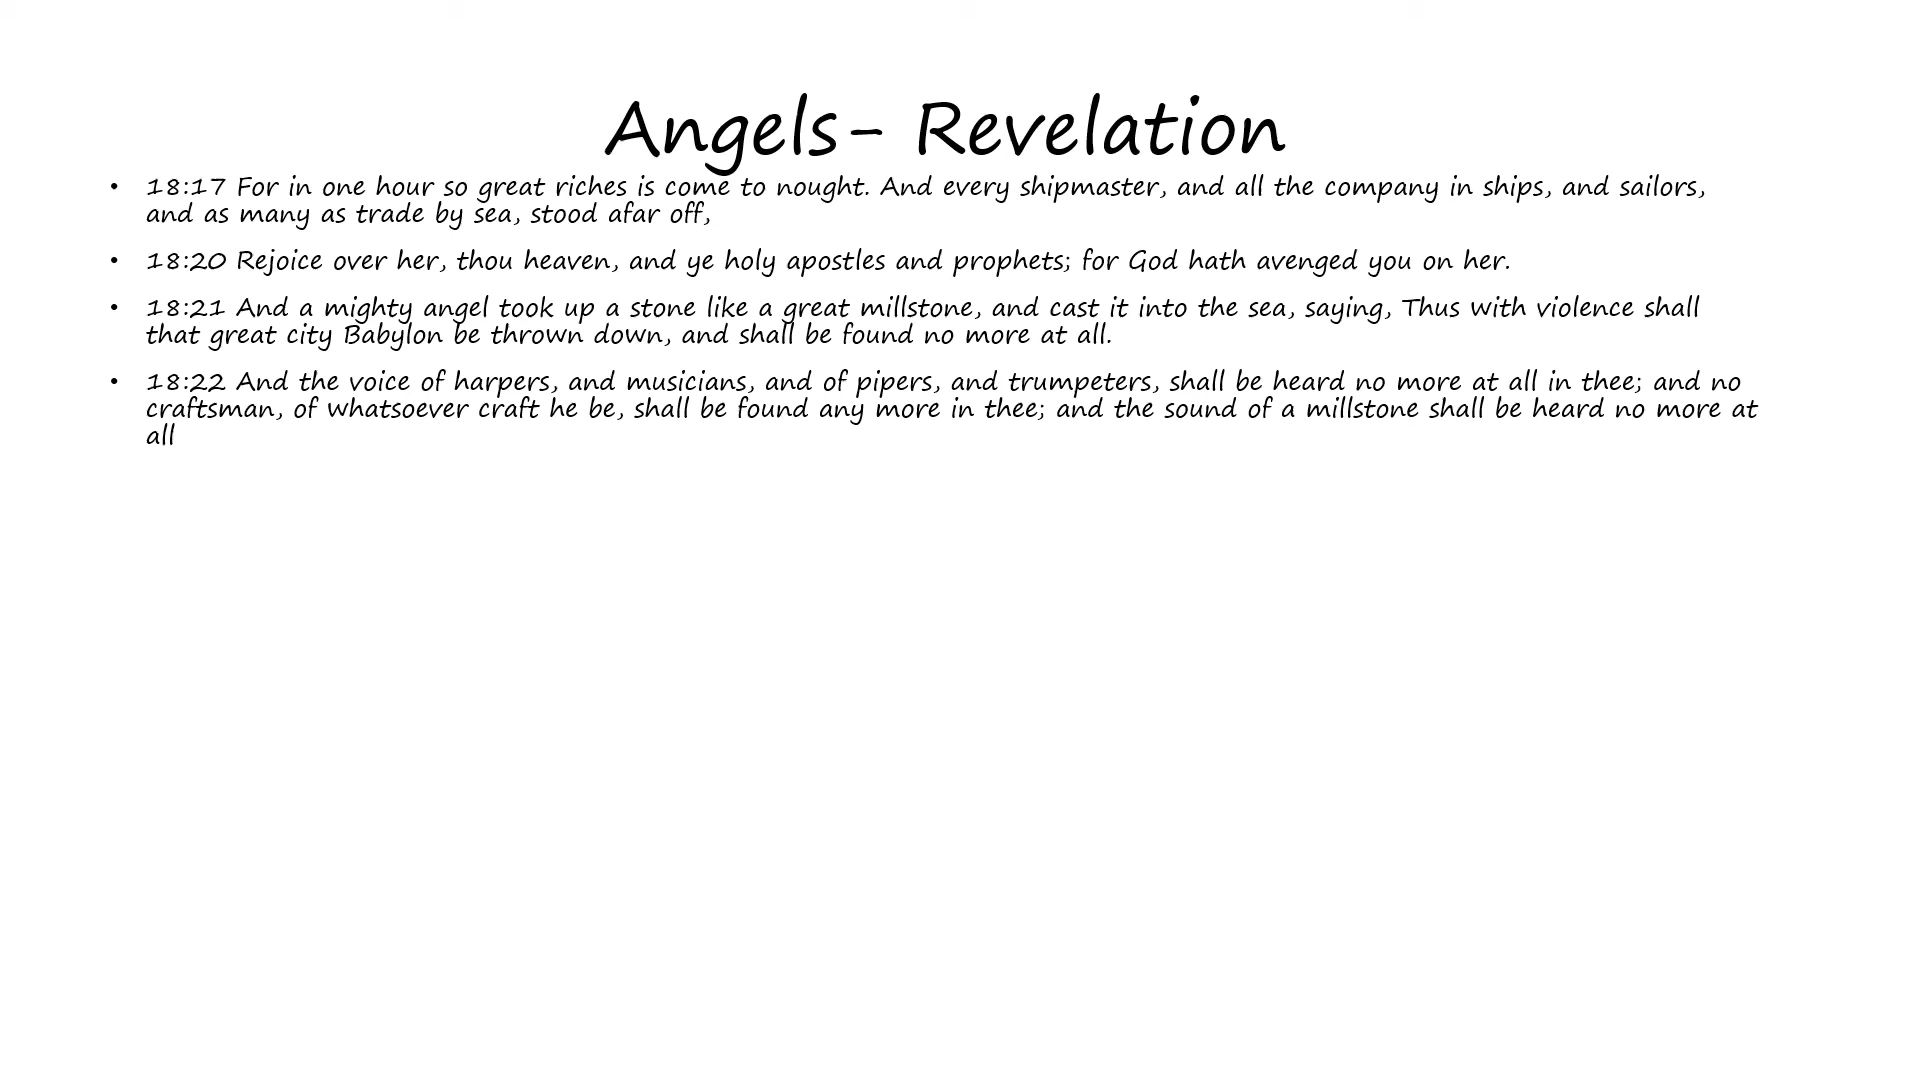 Angels- Revelation
• 18:17 For in one hour so great riches is come to nought. And every shipmaster, and all the company in ships, and sailors,
and as many as trade by sea, stood afar off,
• 18:20 Rejoice over her, thou heaven, and ye holy apostles and prophets; for God hath avenged you on her.
• 18:21 And a mighty angel took up a stone like a great millstone, and cast it into the sea, saying, Thus with violence shall
that great city Babylon be thrown down, and shall be found no more at all.
• 18:22 And the voice of harpers, and musicians, and of pipers, and trumpeters, shall be heard no more at all in thee; and no
craftsman, of whatsoever craft he be, shall be found any more in thee; and the sound of a millstone shall be heard no more at
all